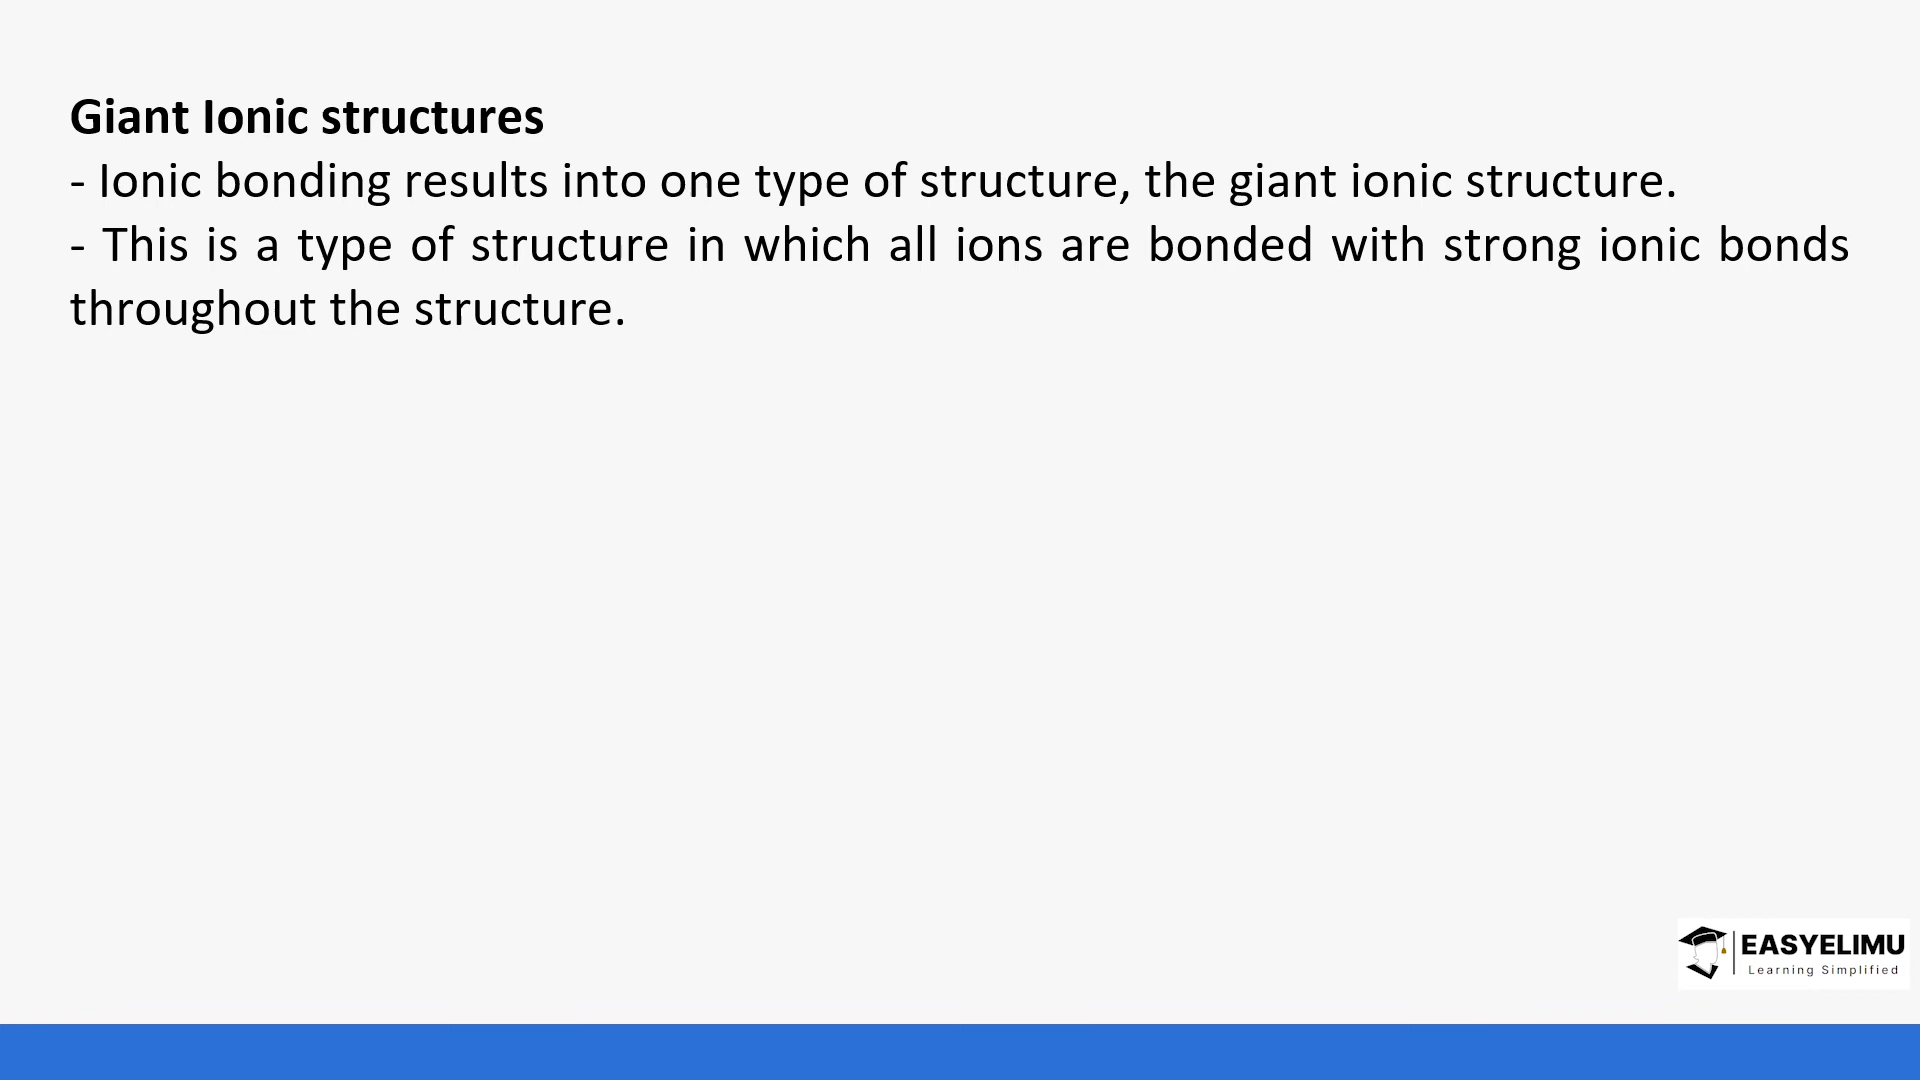 Giant Ionic structures
- Ionic bonding results into one type of structure, the giant ionic structure.
- This is a type of structure in which all ions are bonded with strong ionic bonds
throughout the structure.
EASYELIMU
Learning Simplified